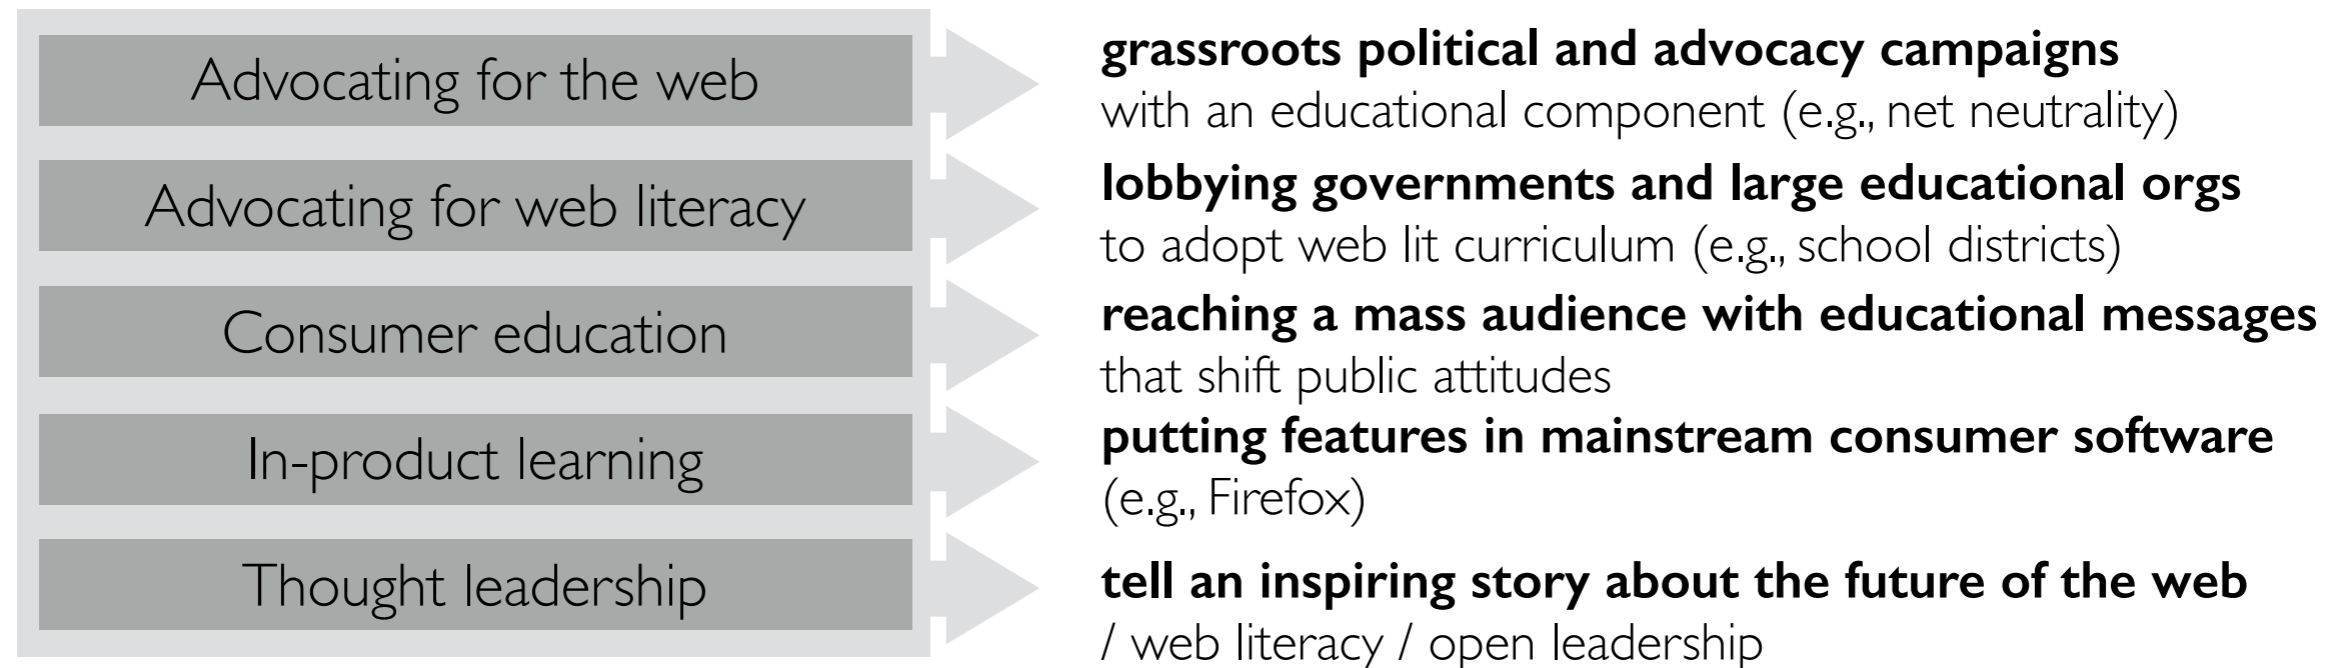 Advocating for the web
grassroots political and advocacy campaigns
with an educational component (e.g., net neutrality)
Advocating for web literacy
lobbying governments and large educational orgs
to adopt web lit curriculum (e.g., school districts)
Consumer education
reaching a mass audience with educational messages
that shift public attitudes
In-product learning
putting features in mainstream consumer software
(e.g., Firefox)
Thought leadership
tell an inspiring story about the future of the web
/ web literacy / open leadership